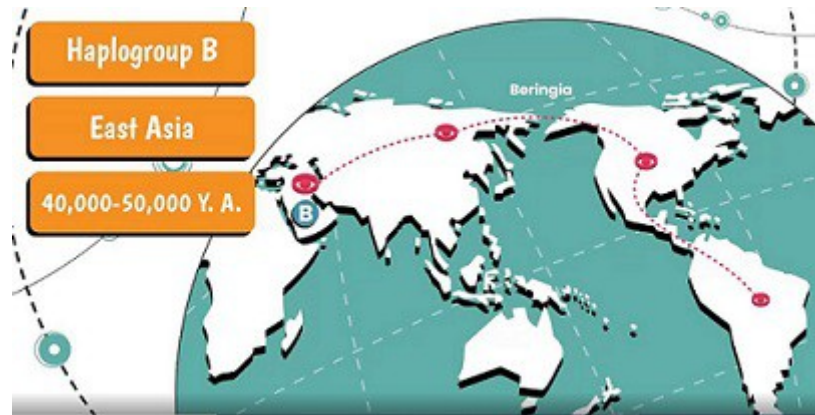 Haplogroup B
East Asia
40,000-50,000 Y. A.
Beringia
B